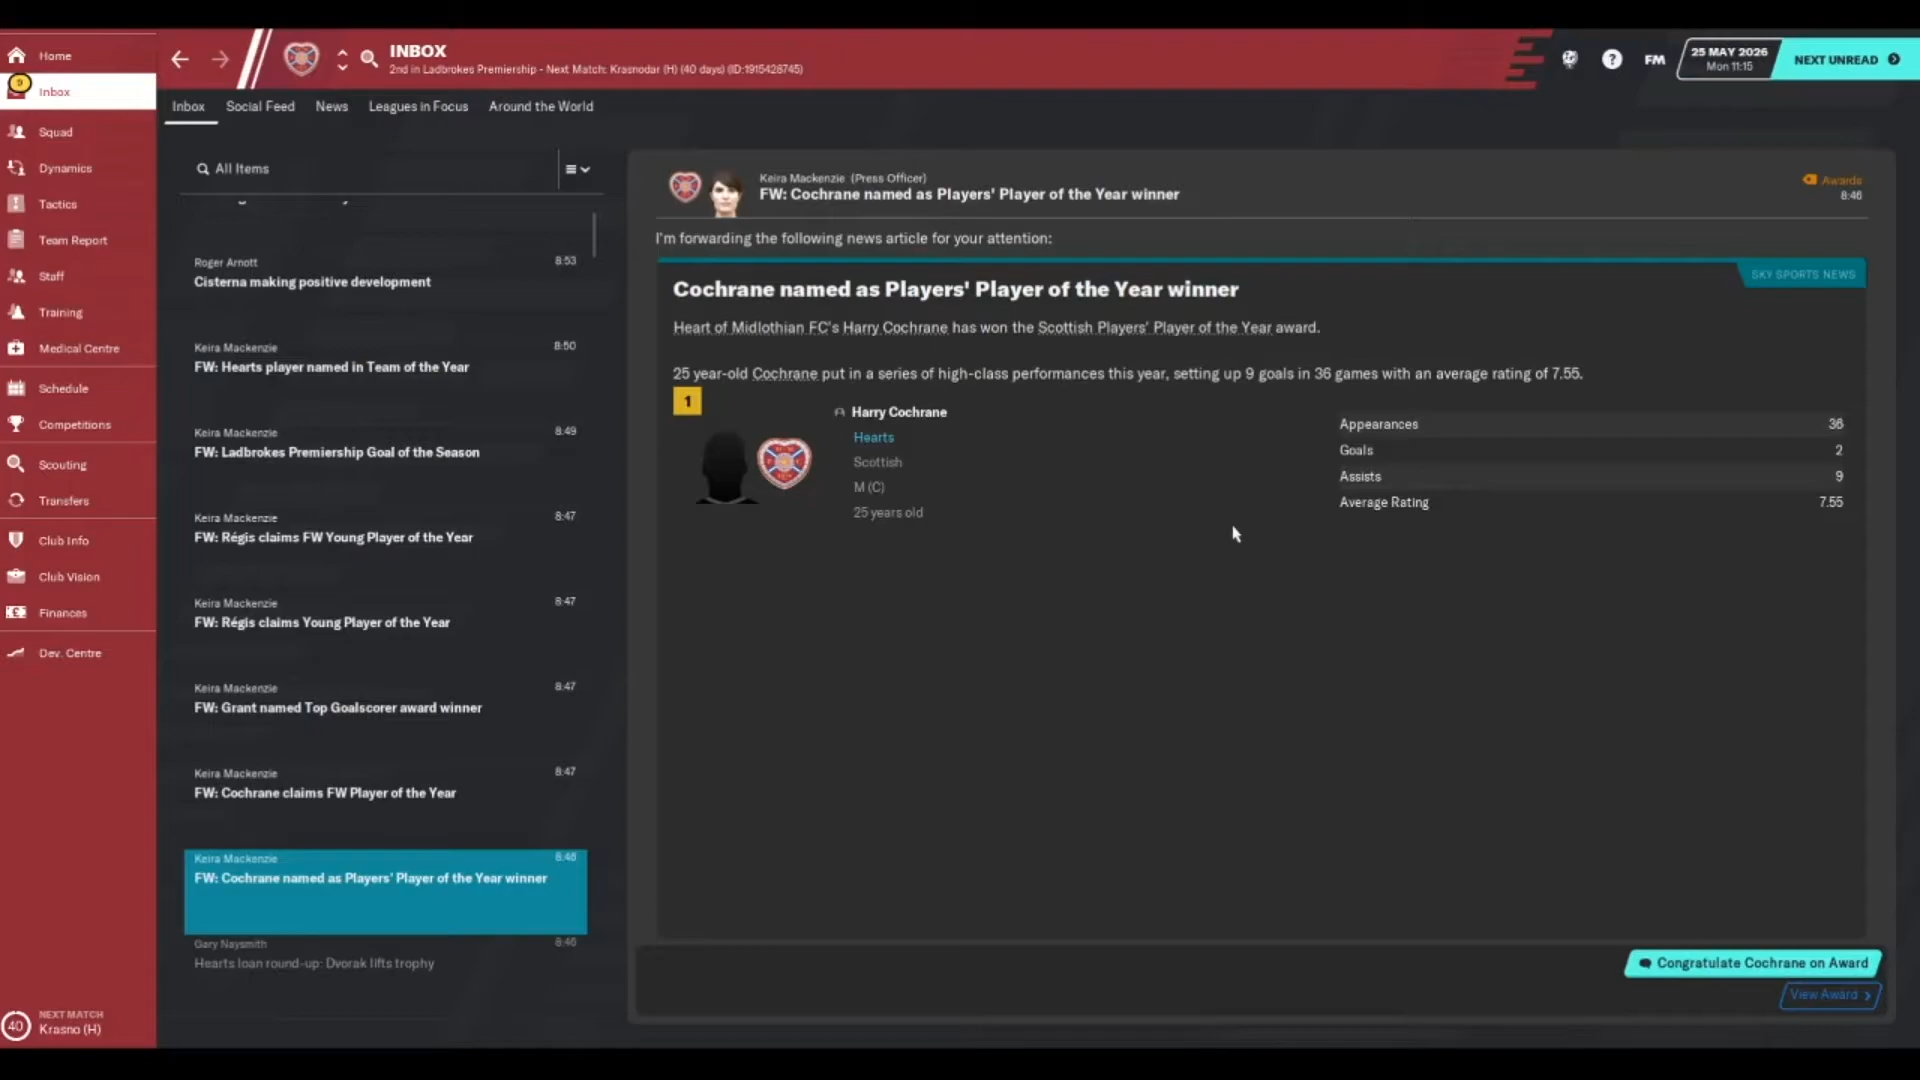 Home
Inbox
Squad
Dynamics
Tactics
Team Report
Staff
Training
Medical Centre
Schedule
Competitions
Scouting
Transfers
Club Info
Club Vision
Finances
Dev. Centre
40
NEXT MATCH
Krasno (H)
INBOX
2nd in Ladbrokes Premiership - Next Match: Krasnodar (H) (40 days) (ID:1915428745)
FM
25 MAY 2026
Mon 11:15
NEXT UNREAD
Inbox Social Feed News Leagues in Focus Around the World
All Items
Roger Arnott 8:53
Cisterna making positive development
Keira Mackenzie 8:50
FW: Hearts player named in Team of the Year
Keira Mackenzie 8:49
FW: Ladbrokes Premiership Goal of the Season
Keira Mackenzie 8:47
FW: Régis claims FW Young Player of the Year
Keira Mackenzie 8:47
FW: Régis claims Young Player of the Year
Keira Mackenzie 8:47
FW: Grant named Top Goalscorer award winner
Keira Mackenzie 8:47
FW: Cochrane claims FW Player of the Year
Keira Mackenzie 8:46
FW: Cochrane named as Players' Player of the Year winner
Gary Naysmith 8:46
Hearts loan round-up: Dvorak lifts trophy
Keira Mackenzie (Press Officer)
FW: Cochrane named as Players' Player of the Year winner
Awards
8:46
I'm forwarding the following news article for your attention:
SKY SPORTS NEWS
Cochrane named as Players' Player of the Year winner
Heart of Midlothian FC's Harry Cochrane has won the Scottish Players' Player of the Year award.
25 year-old Cochrane put in a series of high-class performances this year, setting up 9 goals in 36 games with an average rating of 7.55.
1
Harry Cochrane
Hearts
Scottish
M (C)
25 years old
Appearances 36
Goals 2
Assists 9
Average Rating 7.55
Congratulate Cochrane on Award
View Award